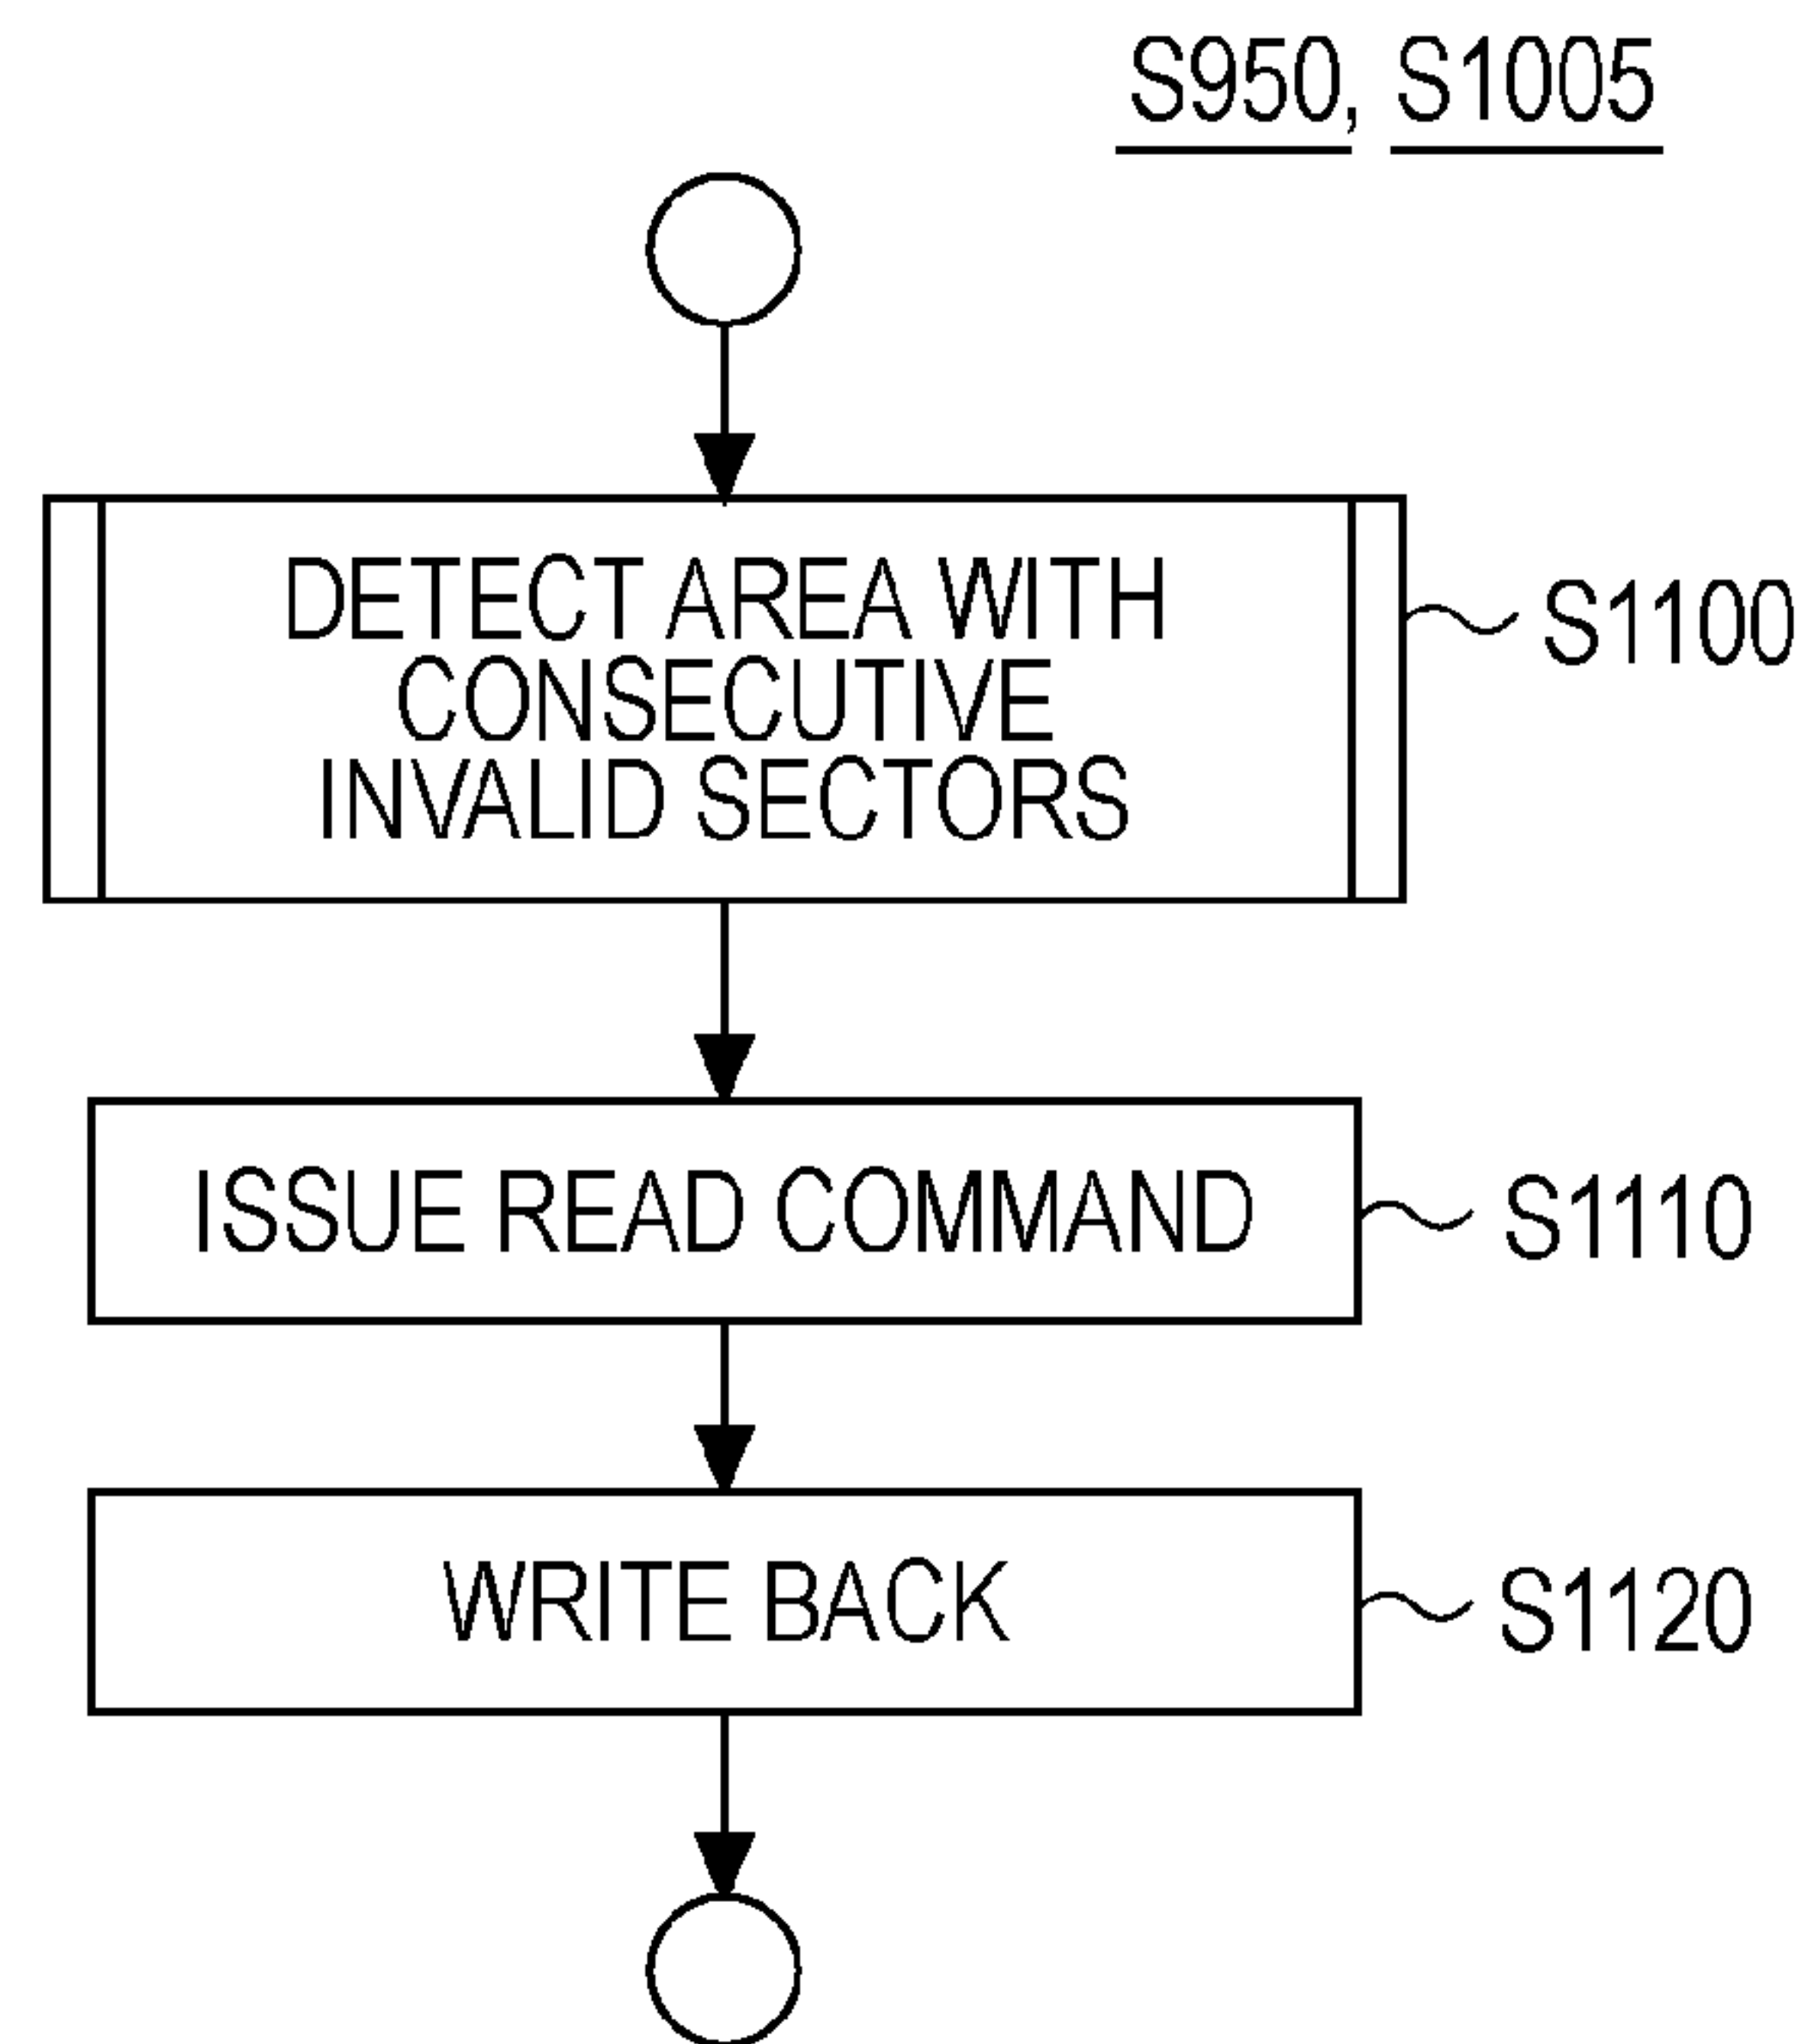 S950, S1005
DETECT AREA WITH
CONSECUTIVE
INVALID SECTORS
S1100
ISSUE READ COMMAND
S1110
WRITE BACK
S1120